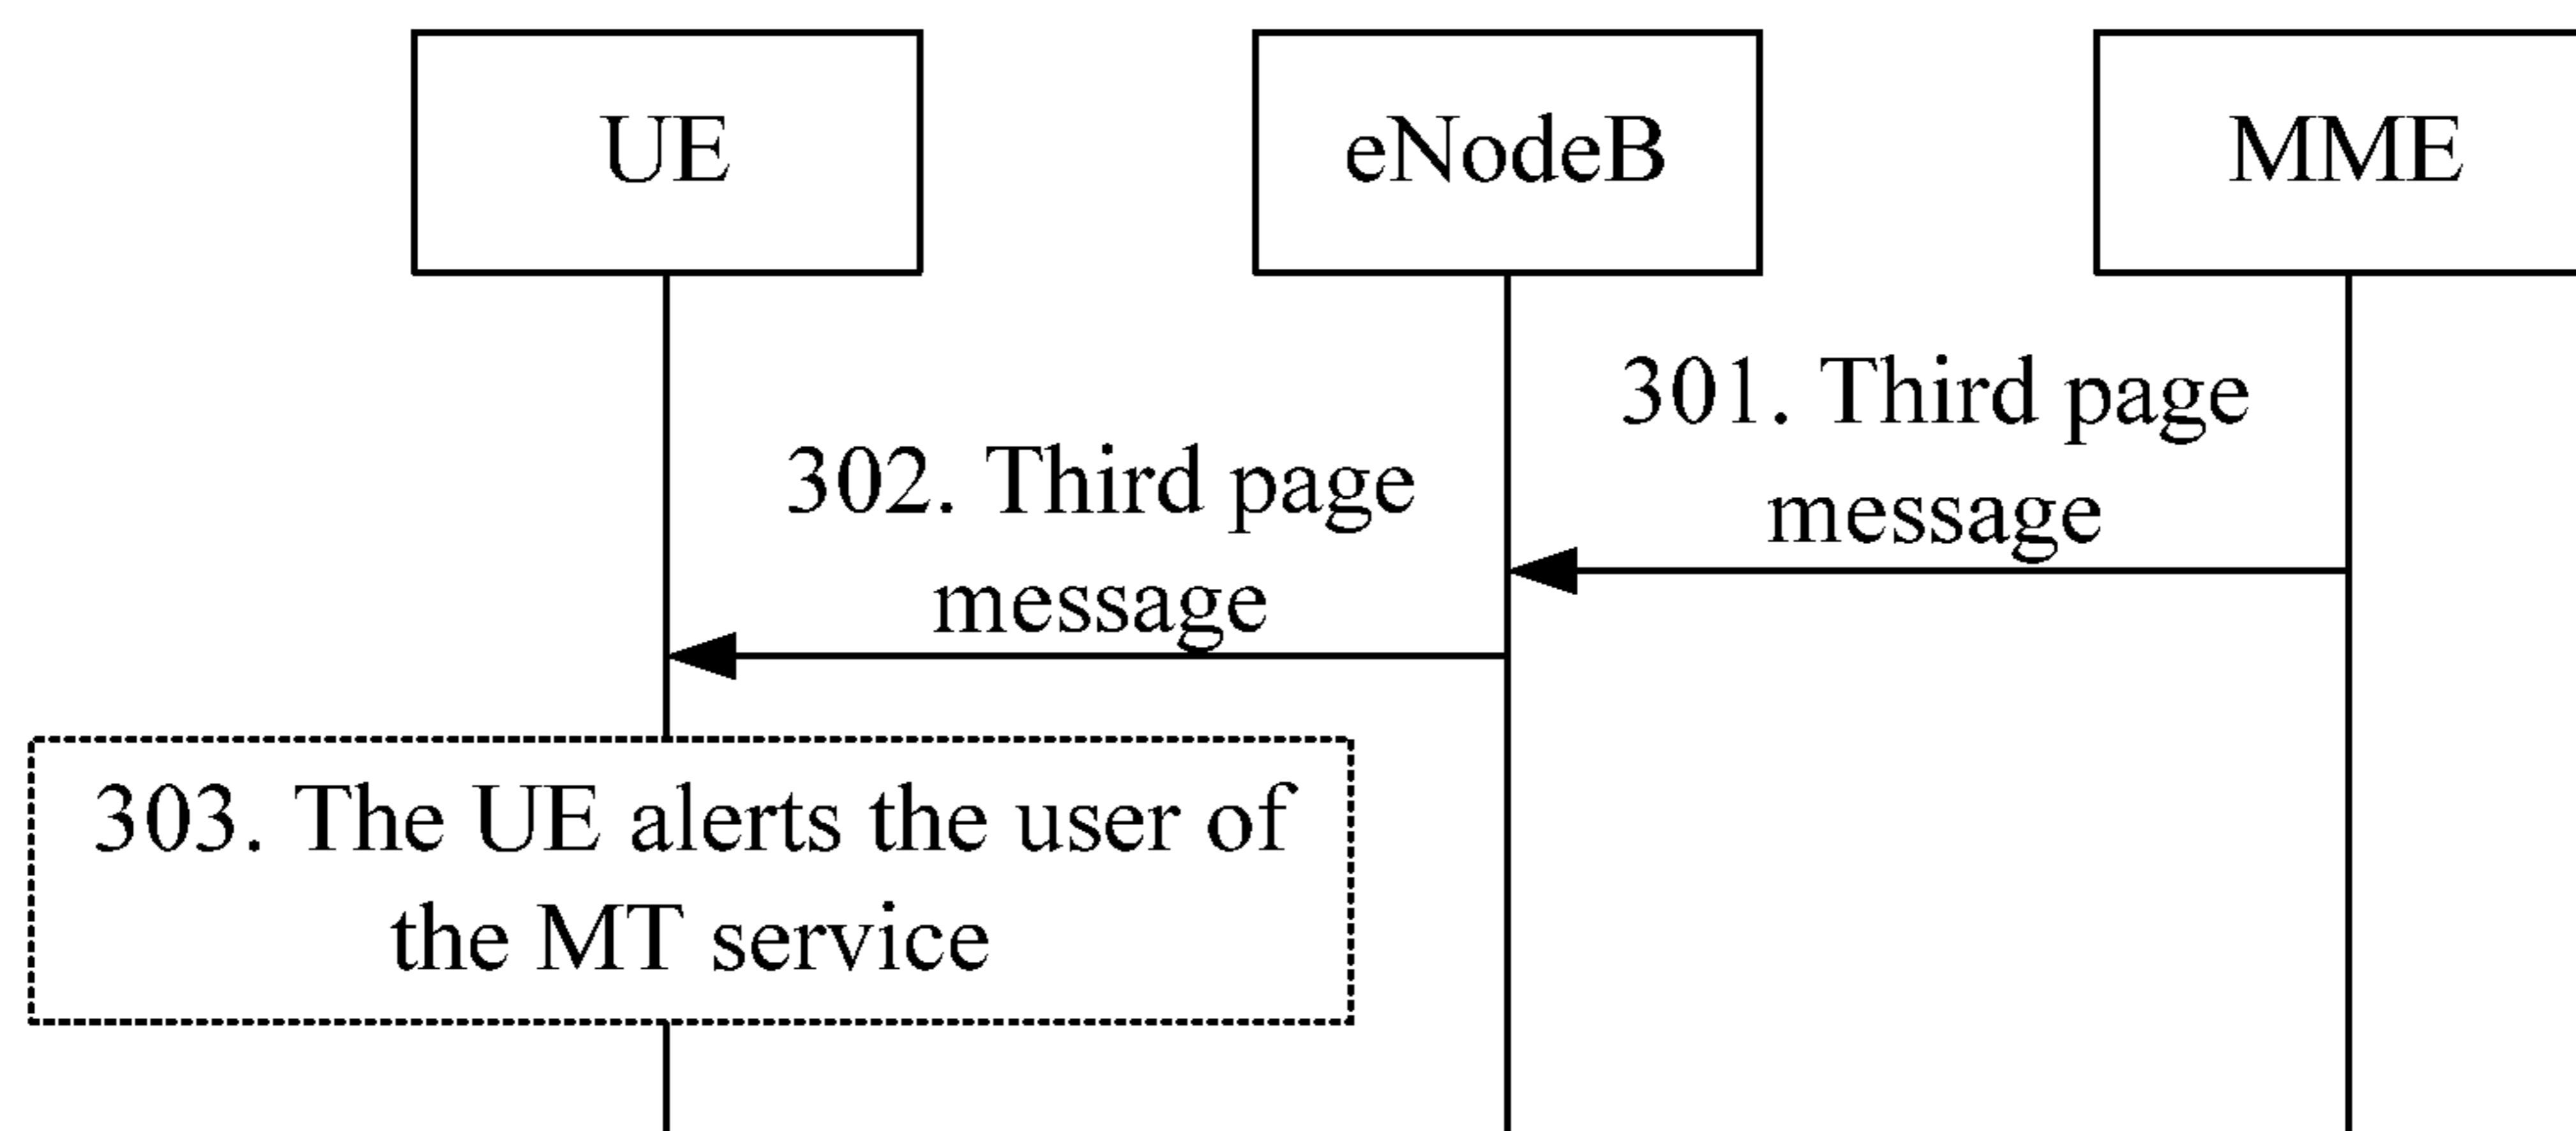 UE
eNodeB
MME
301. Third page
message
302. Third page
message
303. The UE alerts the user of
the MT service